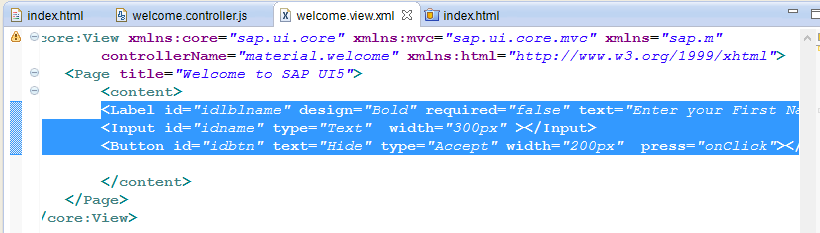 index.html welcome.controller.js welcome.view.xml index.html
core:View xmlns:core="sap.ui.core" xmlns:mvc="sap.ui.core.mvc" xmlns="sap.m"
controllerName="material.welcome" xmlns:html="http://www.w3.org/1999/xhtml">
<Page title="Welcome to SAP UI5">
<content>
<Label id="idlblname" design="Bold" required="false" text="Enter your First Na
<Input id="idname" type="Text"  width="300px" ></Input>
<Button id="idbtn" text="Hide" type="Accept" width="200px"  press="onClick"></
</content>
</Page>
/core:View>